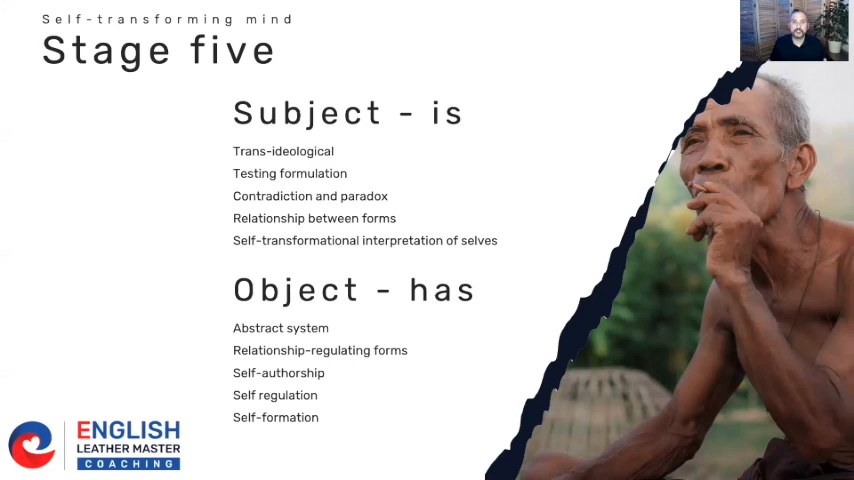 Self-transforming mind
Stage five
Subject - is
Trans-ideological
Testing formulation
Contradiction and paradox
Relationship between forms
Self-transformational interpretation of selves
Object - has
Abstract system
Relationship-regulating forms
Self-authorship
Self regulation
Self-formation
ENGLISH
LEATHER MASTER
COACHING